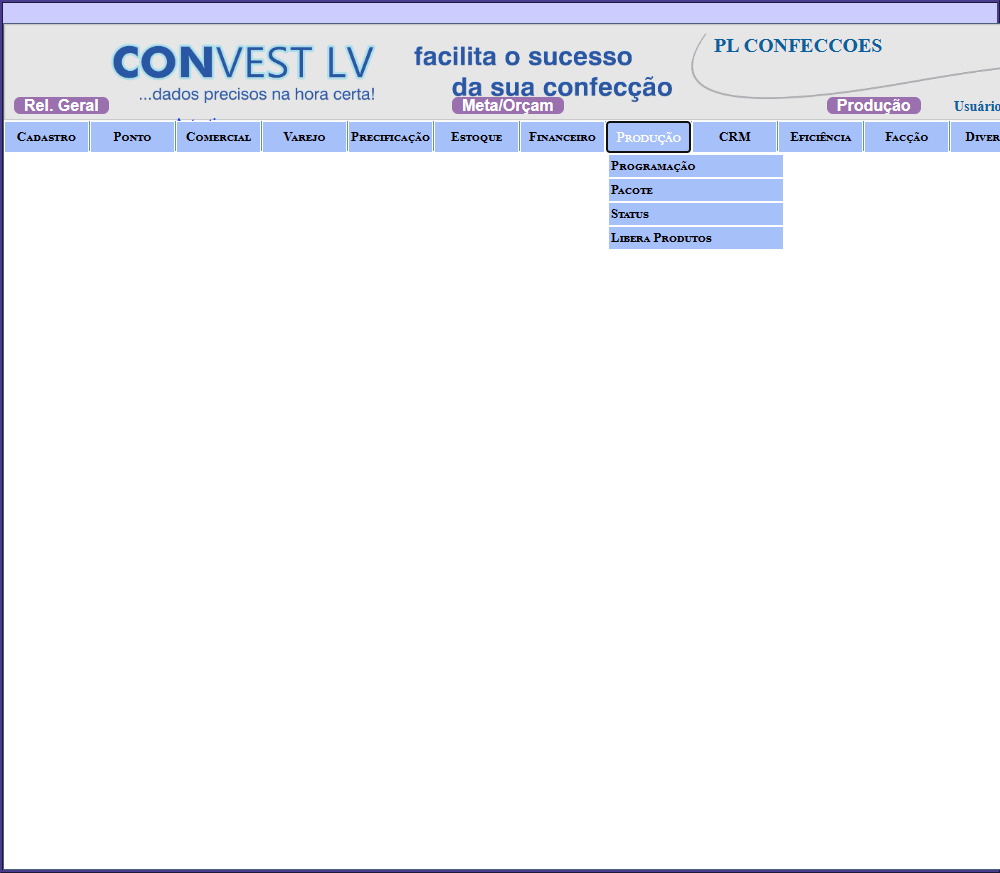 CONVEST LV
...dados precisos na hora certa!
facilita o sucesso
da sua confecção
PL CONFECCOES
Rel. Geral
Meta/Orçam
Produção
Usuário
Cadastro
Ponto
Comercial
Varejo
Precificação
Estoque
Financeiro
Produção
CRM
Eficiência
Facção
Diver
Programação
Pacote
Status
Libera Produtos